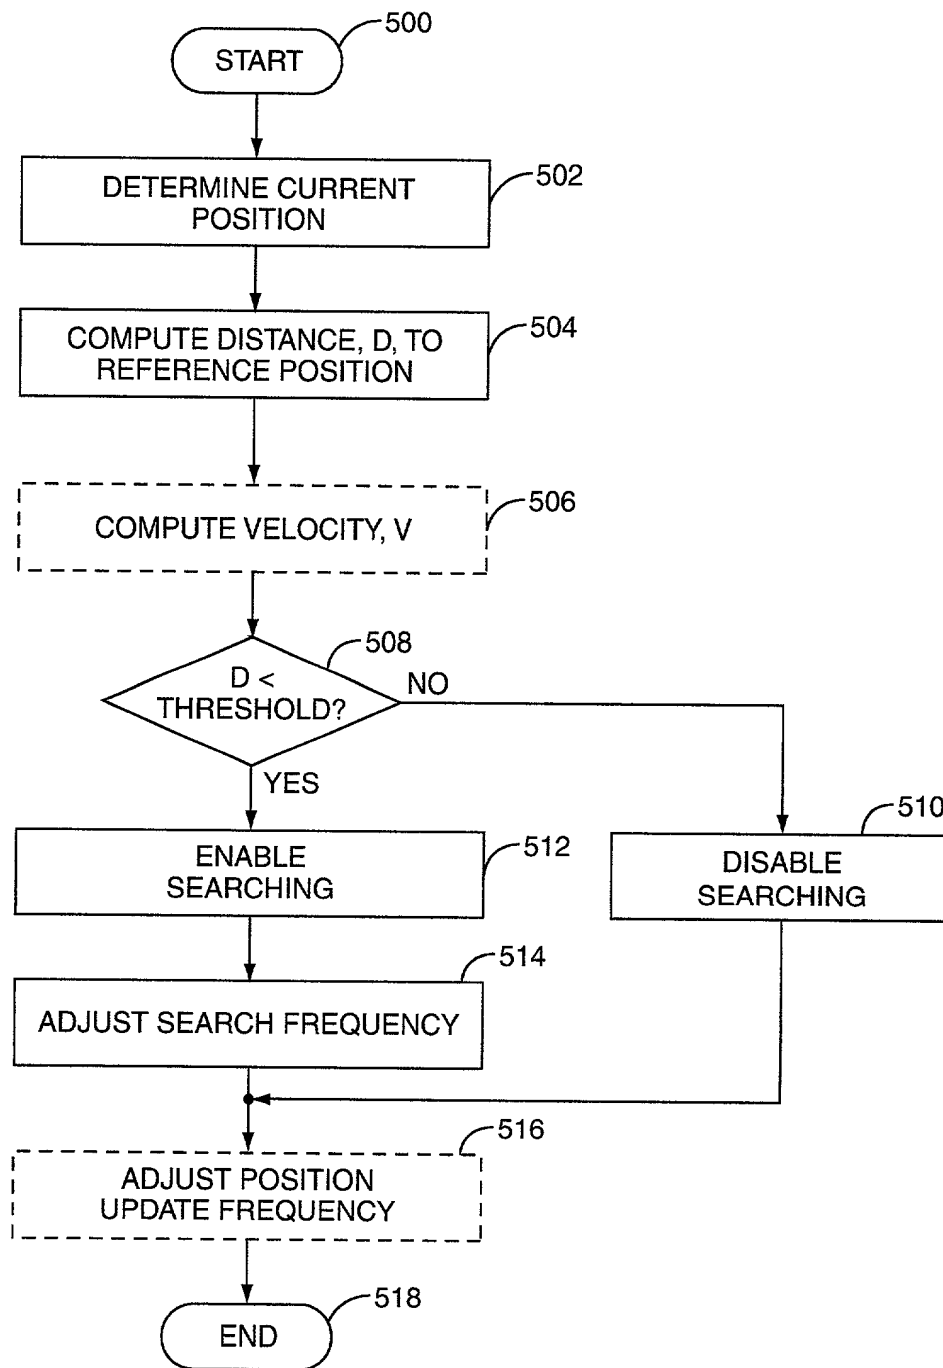 500
START
502
DETERMINE CURRENT
POSITION
504
COMPUTE DISTANCE, D, TO
REFERENCE POSITION
506
COMPUTE VELOCITY, V
508
D <
THRESHOLD?
NO
YES
510
DISABLE
SEARCHING
512
ENABLE
SEARCHING
514
ADJUST SEARCH FREQUENCY
516
ADJUST POSITION
UPDATE FREQUENCY
518
END